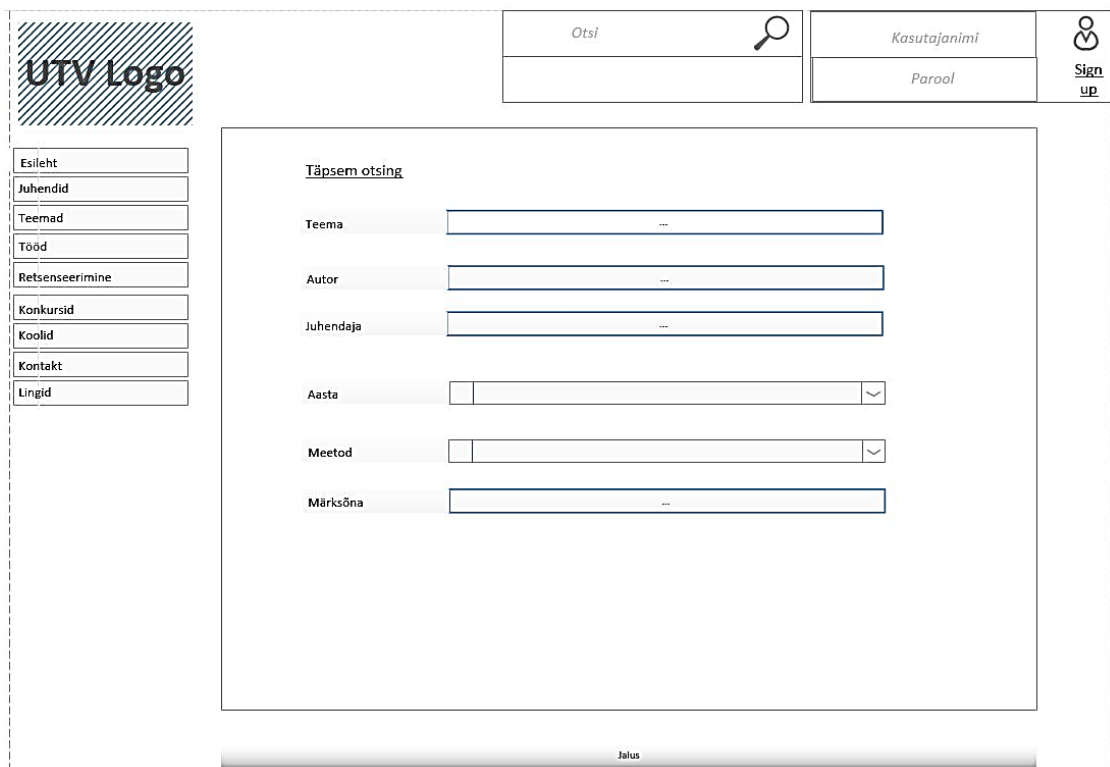 UTV Logo
Otsi
Kasutajanimi
Parool
Sign
up
Esileht
Juhendid
Teemad
Tööd
Retsenseerimine
Konkursid
Koolid
Kontakt
Lingid
Täpsem otsing
Teema
...
Autor
...
Juhendaja
...
Aasta
Meetod
Märksõna
...
Jalus